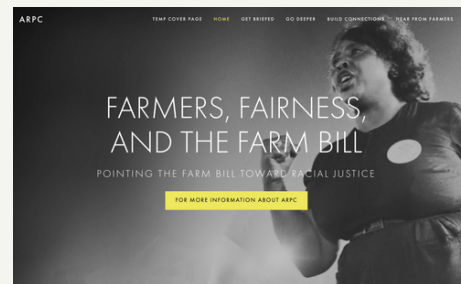 ARPC
TEMP COVER PAGE HOME GET BRIEFED GO DEEPER BUILD CONNECTIONS HEAR FROM FARMERS
FARMERS, FAIRNESS,
AND THE FARM BILL
POINTING THE FARM BILL TOWARD RACIAL JUSTICE
FOR MORE INFORMATION ABOUT ARPC